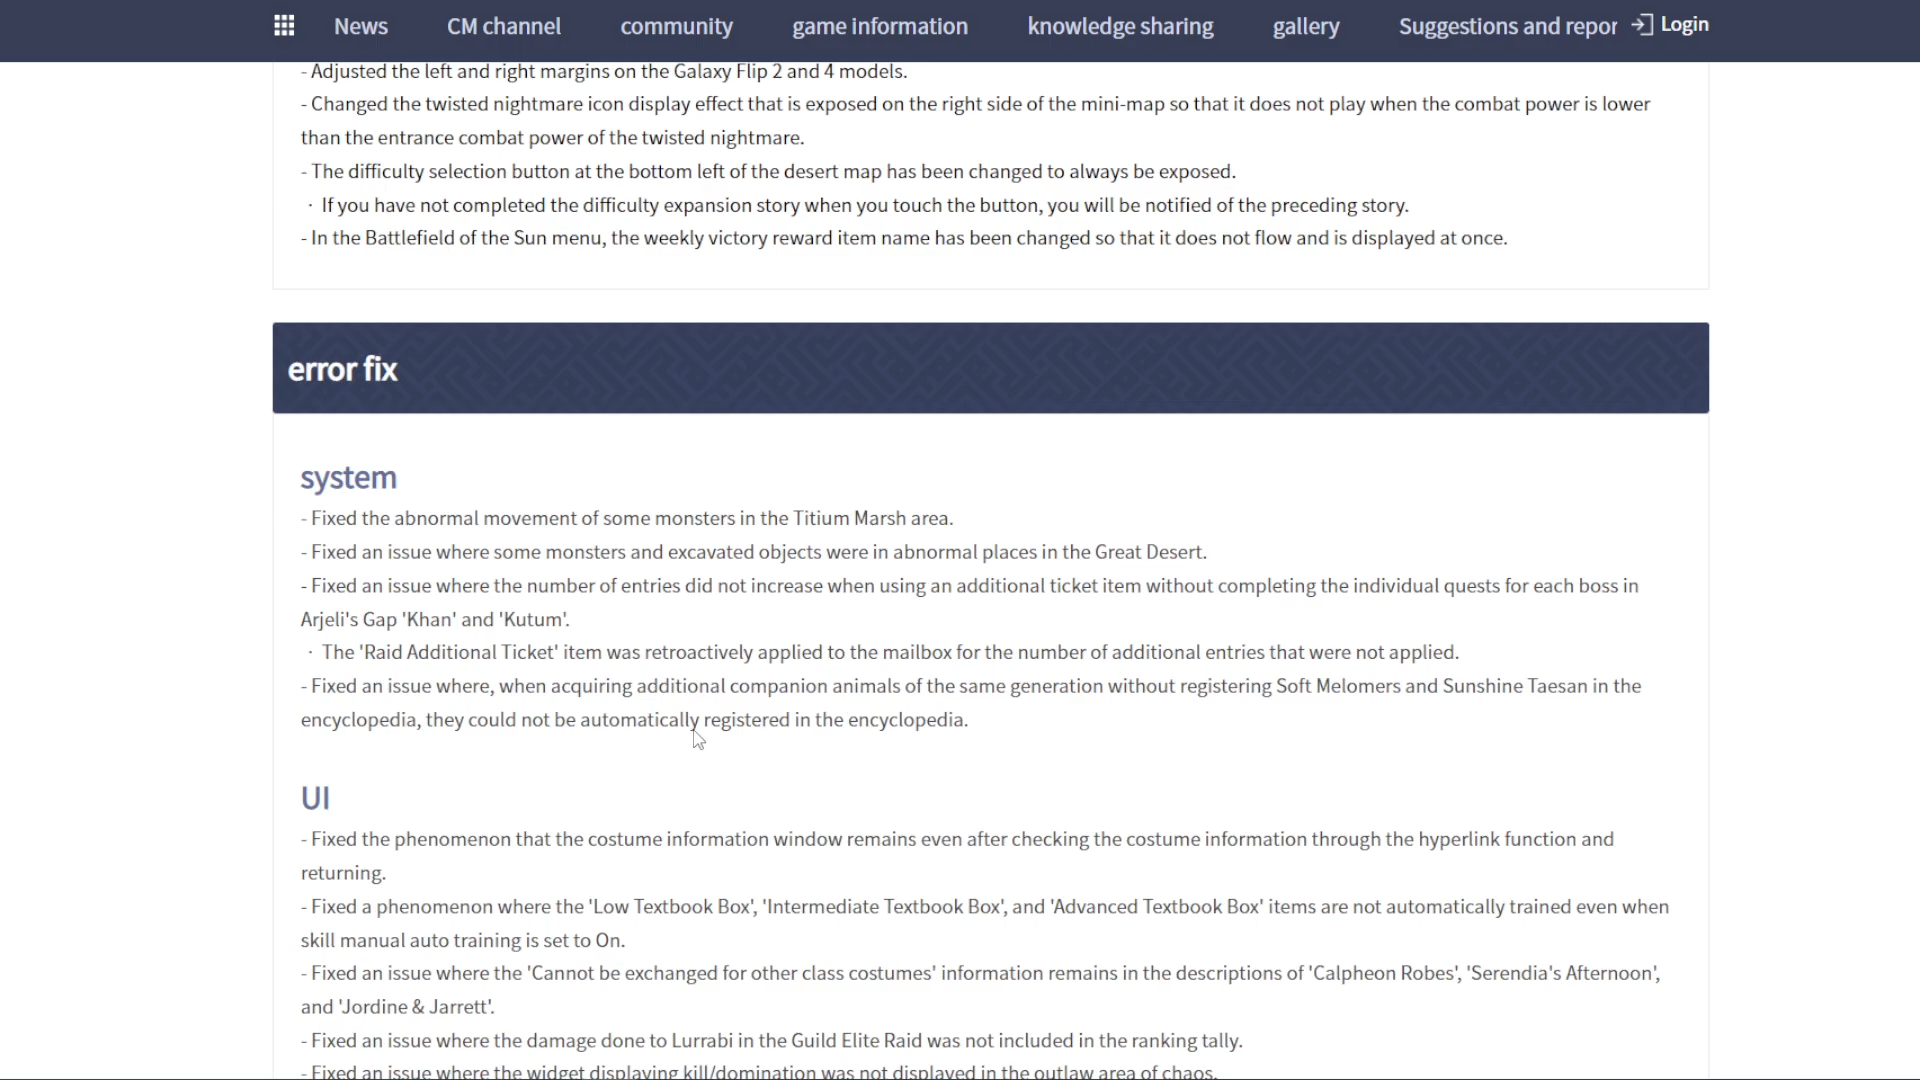 News CM channel community game information knowledge sharing gallery Suggestions and repor Login
- Adjusted the left and right margins on the Galaxy Flip 2 and 4 models.
- Changed the twisted nightmare icon display effect that is exposed on the right side of the mini-map so that it does not play when the combat power is lower
than the entrance combat power of the twisted nightmare.
- The difficulty selection button at the bottom left of the desert map has been changed to always be exposed.
· If you have not completed the difficulty expansion story when you touch the button, you will be notified of the preceding story.
- In the Battlefield of the Sun menu, the weekly victory reward item name has been changed so that it does not flow and is displayed at once.
error fix
system
- Fixed the abnormal movement of some monsters in the Titium Marsh area.
- Fixed an issue where some monsters and excavated objects were in abnormal places in the Great Desert.
- Fixed an issue where the number of entries did not increase when using an additional ticket item without completing the individual quests for each boss in
Arjeli's Gap 'Khan' and 'Kutum'.
· The 'Raid Additional Ticket' item was retroactively applied to the mailbox for the number of additional entries that were not applied.
- Fixed an issue where, when acquiring additional companion animals of the same generation without registering Soft Melomers and Sunshine Taesan in the
encyclopedia, they could not be automatically registered in the encyclopedia.
UI
- Fixed the phenomenon that the costume information window remains even after checking the costume information through the hyperlink function and
returning.
- Fixed a phenomenon where the 'Low Textbook Box', 'Intermediate Textbook Box', and 'Advanced Textbook Box' items are not automatically trained even when
skill manual auto training is set to On.
- Fixed an issue where the 'Cannot be exchanged for other class costumes' information remains in the descriptions of 'Calpheon Robes', 'Serendia's Afternoon',
and 'Jordine & Jarrett'.
- Fixed an issue where the damage done to Lurrabi in the Guild Elite Raid was not included in the ranking tally.
- Fixed an issue where the widget displaying kill/domination was not displayed in the outlaw area of chaos.